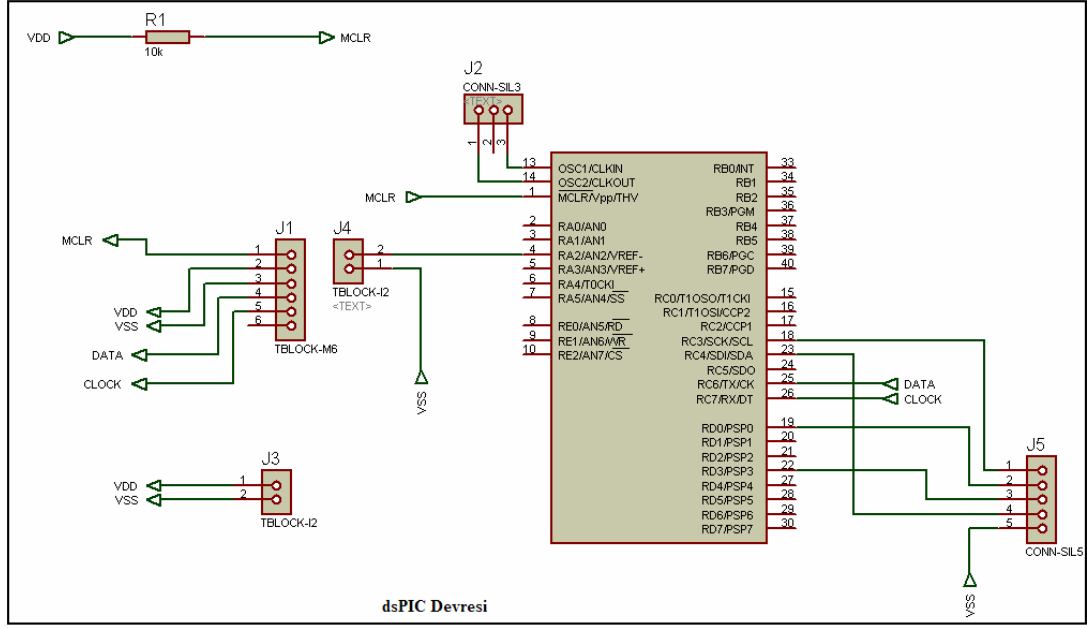 R1
VDD
MCLR
10k
J2
CONN-SIL3
<TEXT>
1
2
3
13
OSC1/CLKIN
14
OSC2/CLKOUT
MCLR
1
MCLR/Vpp/THV
2
RA0/AN0
3
RA1/AN1
4
RA2/AN2/VREF-
5
RA3/AN3/VREF+
6
RA4/T0CKI
7
RA5/AN4/SS
8
RE0/AN5/RD
9
RE1/AN6/WR
10
RE2/AN7/CS
RB0/INT
33
RB1
34
RB2
35
RB3/PGM
36
RB4
37
RB5
38
RB6/PGC
39
RB7/PGD
40
RC0/T1OSO/T1CKI
15
RC1/T1OSI/CCP2
16
RC2/CCP1
17
RC3/SCK/SCL
18
RC4/SDI/SDA
23
RC5/SDO
24
RC6/TX/CK
25
DATA
RC7/RX/DT
26
CLOCK
RD0/PSP0
19
RD1/PSP1
20
RD2/PSP2
21
RD3/PSP3
22
RD4/PSP4
27
RD5/PSP5
28
RD6/PSP6
29
RD7/PSP7
30
J1
MCLR
1
2
3
4
5
6
VDD
VSS
DATA
CLOCK
TBLOCK-M6
J4
2
1
TBLOCK-I2
<TEXT>
VSS
J3
VDD
1
VSS
2
TBLOCK-I2
J5
1
2
3
4
5
CONN-SIL5
VSS
dsPIC Devresi